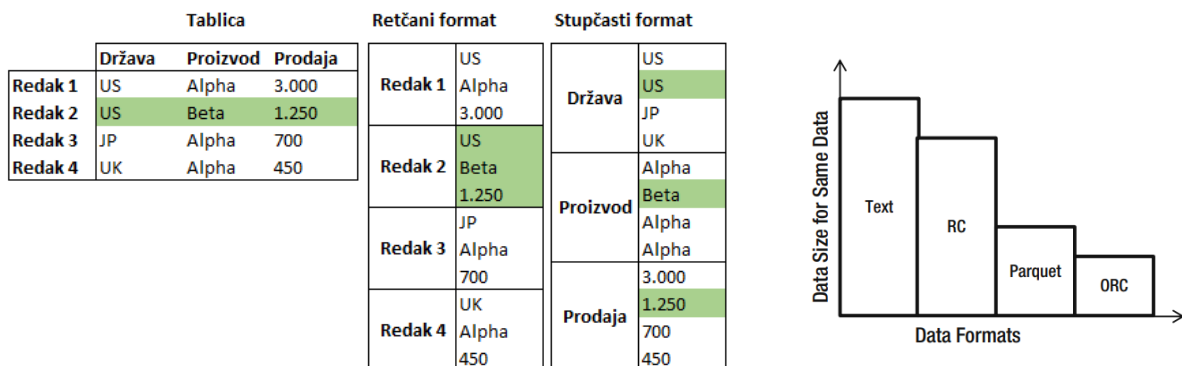 Tablica
Država Proizvod Prodaja
Redak 1 US Alpha 3.000
Redak 2 US Beta 1.250
Redak 3 JP Alpha 700
Redak 4 UK Alpha 450
Retčani format
Redak 1
US
Alpha
3.000
Redak 2
US
Beta
1.250
Redak 3
JP
Alpha
700
Redak 4
UK
Alpha
450
Stupčasti format
Država
US
US
JP
UK
Proizvod
Alpha
Beta
Alpha
Alpha
Prodaja
3.000
1.250
700
450
Data Size for Same Data
Text
RC
Parquet
ORC
Data Formats